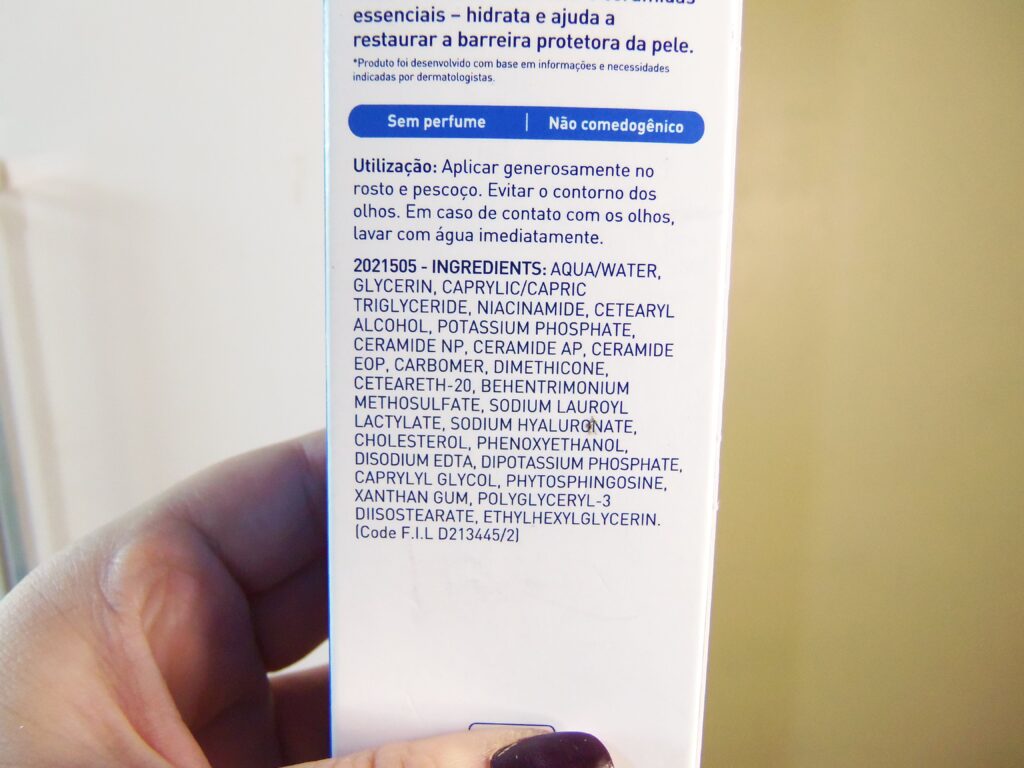 essenciais – hidrata e ajuda a
restaurar a barreira protetora da pele.
*Produto foi desenvolvido com base em informações e necessidades
indicadas por dermatologistas.
Sem perfume | Não comedogênico
Utilização: Aplicar generosamente no
rosto e pescoço. Evitar o contorno dos
olhos. Em caso de contato com os olhos,
lavar com água imediatamente.
2021505 - INGREDIENTS: AQUA/WATER,
GLYCERIN, CAPRYLIC/CAPRIC
TRIGLYCERIDE, NIACINAMIDE, CETEARYL
ALCOHOL, POTASSIUM PHOSPHATE,
CERAMIDE NP, CERAMIDE AP, CERAMIDE
EOP, CARBOMER, DIMETHICONE,
CETEARETH-20, BEHENTRIMONIUM
METHOSULFATE, SODIUM LAUROYL
LACTYLATE, SODIUM HYALURONATE,
CHOLESTEROL, PHENOXYETHANOL,
DISODIUM EDTA, DIPOTASSIUM PHOSPHATE,
CAPRYLYL GLYCOL, PHYTOSPHINGOSINE,
XANTHAN GUM, POLYGLYCERYL-3
DIISOSTEARATE, ETHYLHEXYLGLYCERIN.
(Code F.I.L D213445/2)